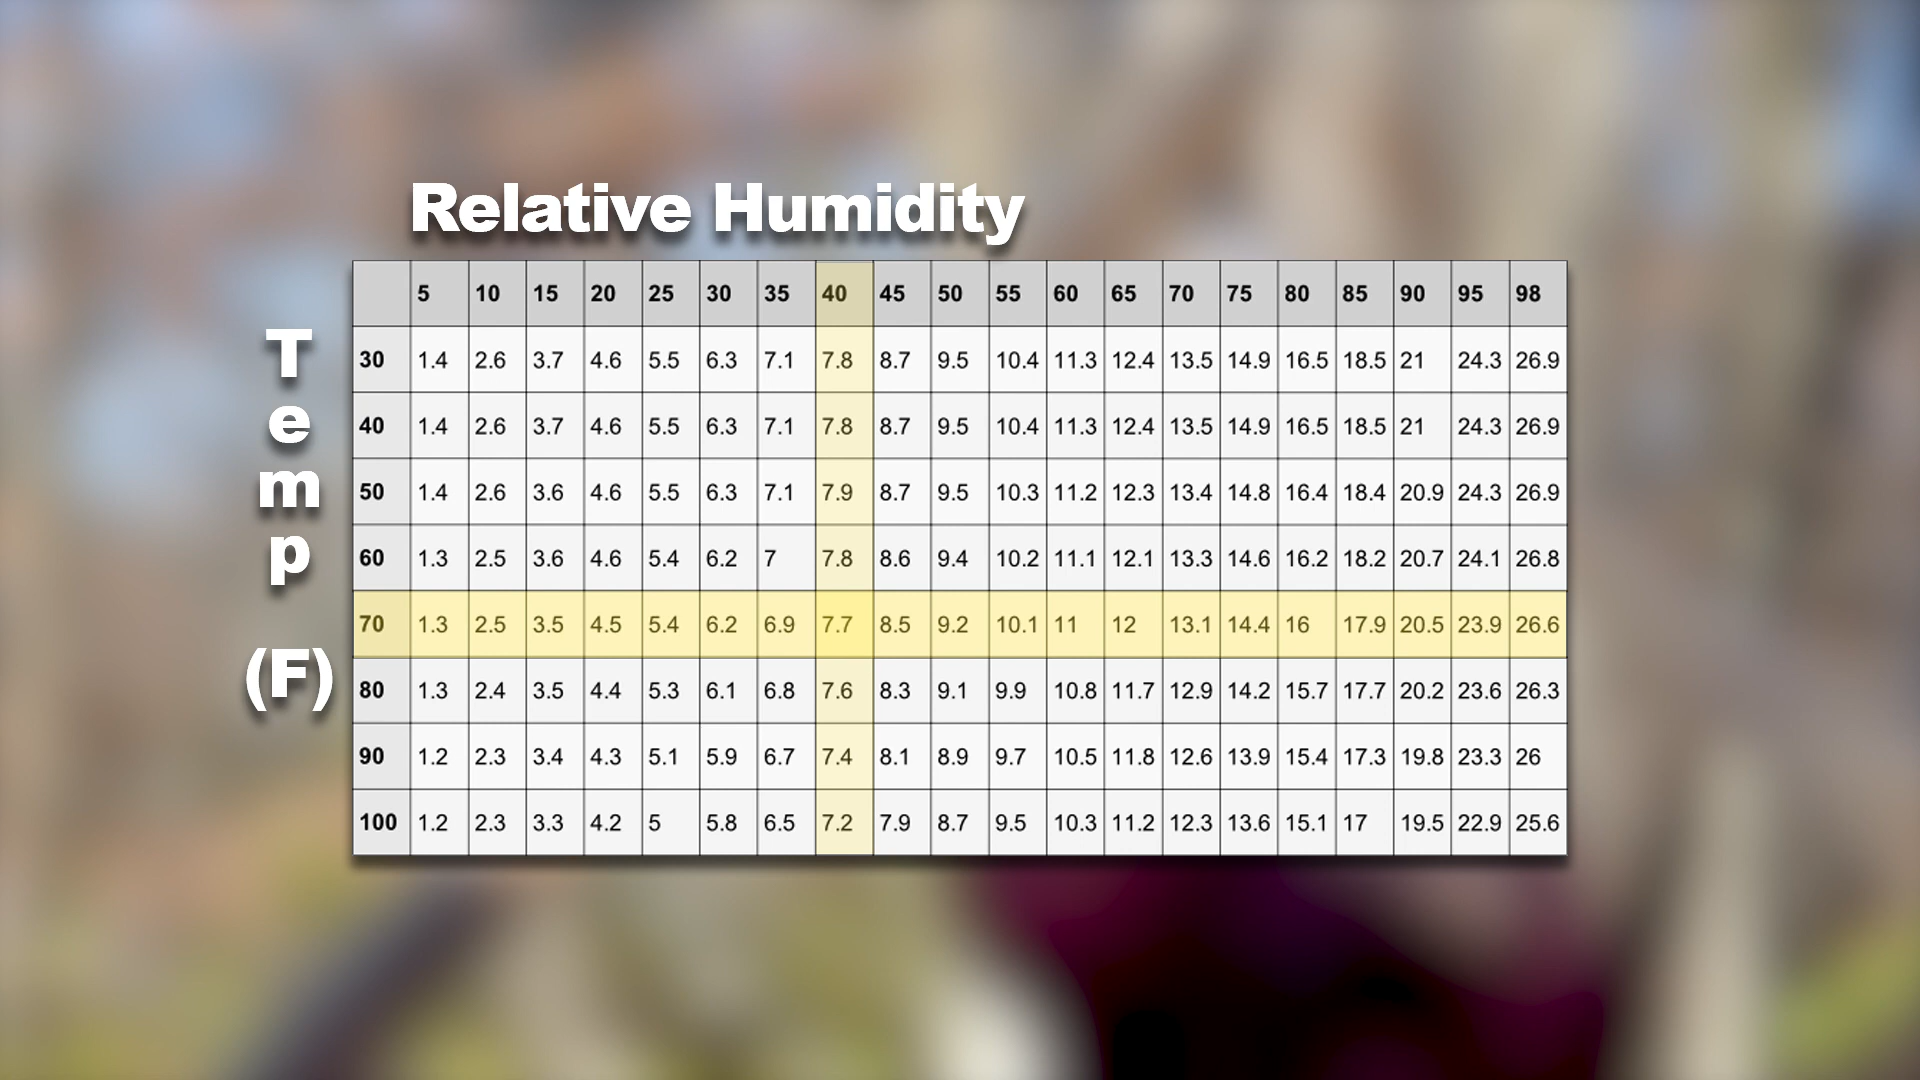 Relative Humidity
Temp (F)
5 10 15 20 25 30 35 40 45 50 55 60 65 70 75 80 85 90 95 98
30 1.4 2.6 3.7 4.6 5.5 6.3 7.1 7.8 8.7 9.5 10.4 11.3 12.4 13.5 14.9 16.5 18.5 21 24.3 26.9
40 1.4 2.6 3.7 4.6 5.5 6.3 7.1 7.8 8.7 9.5 10.4 11.3 12.4 13.5 14.9 16.5 18.5 21 24.3 26.9
50 1.4 2.6 3.6 4.6 5.5 6.3 7.1 7.9 8.7 9.5 10.3 11.2 12.3 13.4 14.8 16.4 18.4 20.9 24.3 26.9
60 1.3 2.5 3.6 4.6 5.4 6.2 7 7.8 8.6 9.4 10.2 11.1 12.1 13.3 14.6 16.2 18.2 20.7 24.1 26.8
70 1.3 2.5 3.5 4.5 5.4 6.2 6.9 7.7 8.5 9.2 10.1 11 12 13.1 14.4 16 17.9 20.5 23.9 26.6
80 1.3 2.4 3.5 4.4 5.3 6.1 6.8 7.6 8.3 9.1 9.9 10.8 11.7 12.9 14.2 15.7 17.7 20.2 23.6 26.3
90 1.2 2.3 3.4 4.3 5.1 5.9 6.7 7.4 8.1 8.9 9.7 10.5 11.8 12.6 13.9 15.4 17.3 19.8 23.3 26
100 1.2 2.3 3.3 4.2 5 5.8 6.5 7.2 7.9 8.7 9.5 10.3 11.2 12.3 13.6 15.1 17 19.5 22.9 25.6